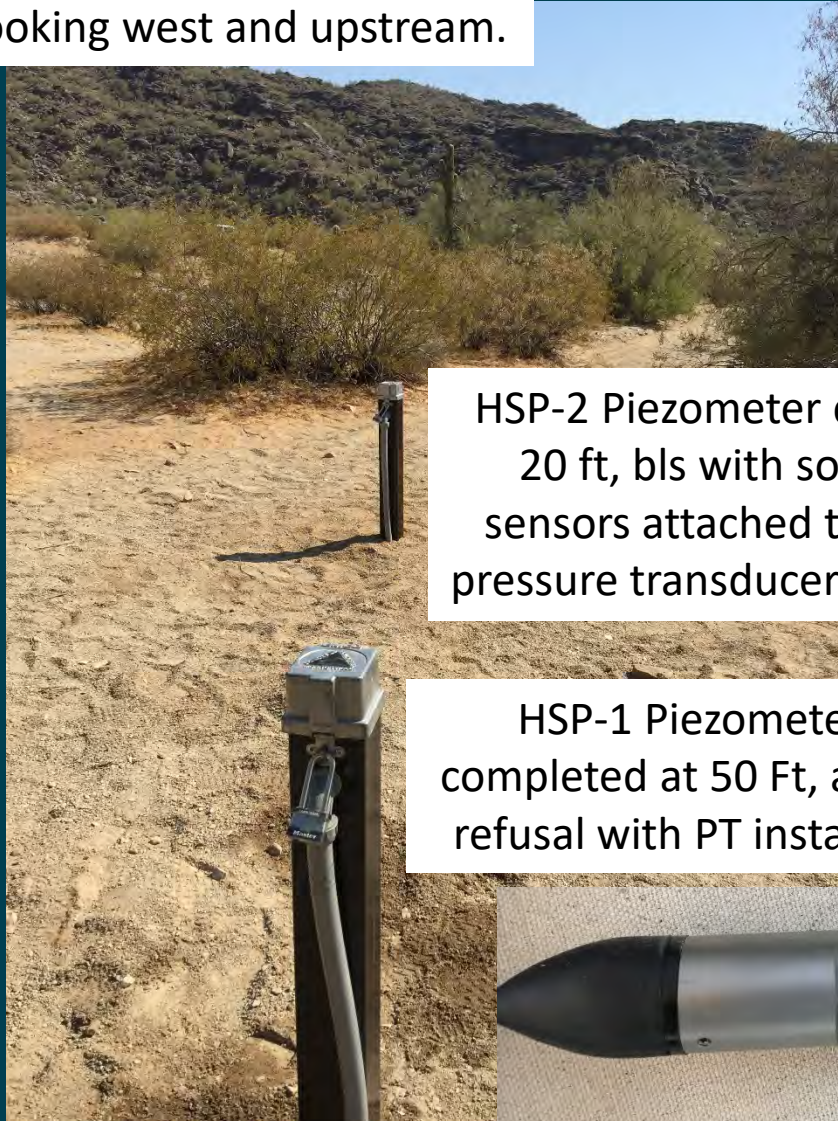 ooking west and upstream.
HSP-2 Piezometer
20 ft, bls with so
sensors attached t
pressure transducer
HSP-1 Piezomete
completed at 50 Ft, a
refusal with PT insta
Master